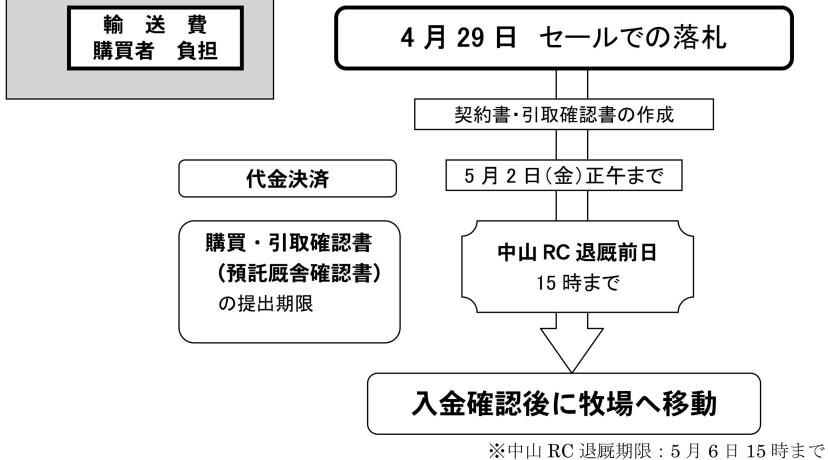 輸送費
購買者 負担
4月29日 セールでの落札
契約書・引取確認書の作成
代金決済
5月2日(金)正午まで
購買・引取確認書
(預託厩舎確認書)
の提出期限
中山RC退厩前日
15時まで
入金確認後に牧場へ移動
※中山RC退厩期限:5月6日15時まで